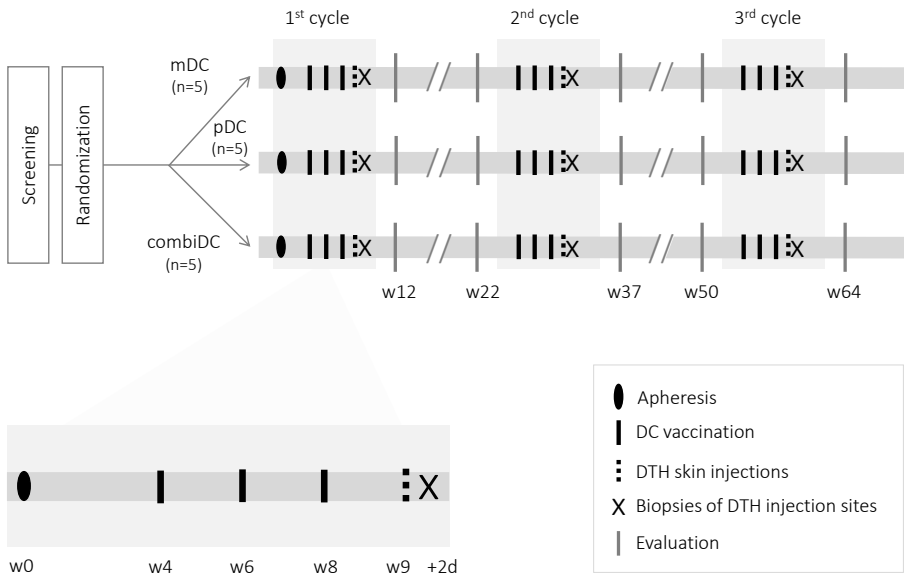 1st cycle
2nd cycle
3rd cycle
Screening
Randomization
mDC
(n=5)
pDC
(n=5)
combiDC
(n=5)
w12
w22
w37
w50
w64
Apheresis
DC vaccination
DTH skin injections
X Biopsies of DTH injection sites
Evaluation
w0
w4
w6
w8
w9
+2d